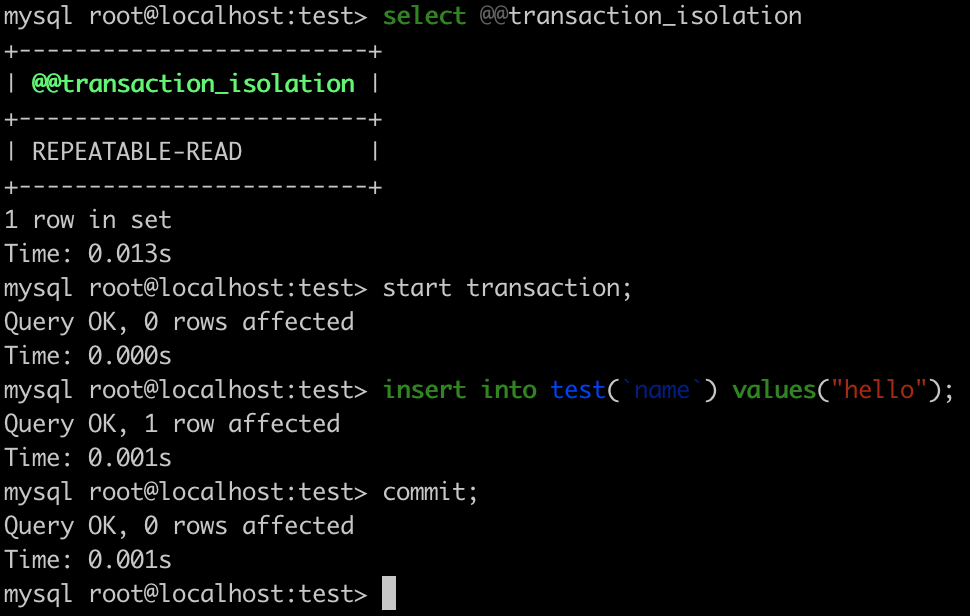 mysql root@localhost:test> select @@transaction_isolation
+-------------------------+
| @@transaction_isolation |
+-------------------------+
| REPEATABLE-READ         |
+-------------------------+
1 row in set
Time: 0.013s
mysql root@localhost:test> start transaction;
Query OK, 0 rows affected
Time: 0.000s
mysql root@localhost:test> insert into test(`name`) values("hello");
Query OK, 1 row affected
Time: 0.001s
mysql root@localhost:test> commit;
Query OK, 0 rows affected
Time: 0.001s
mysql root@localhost:test>